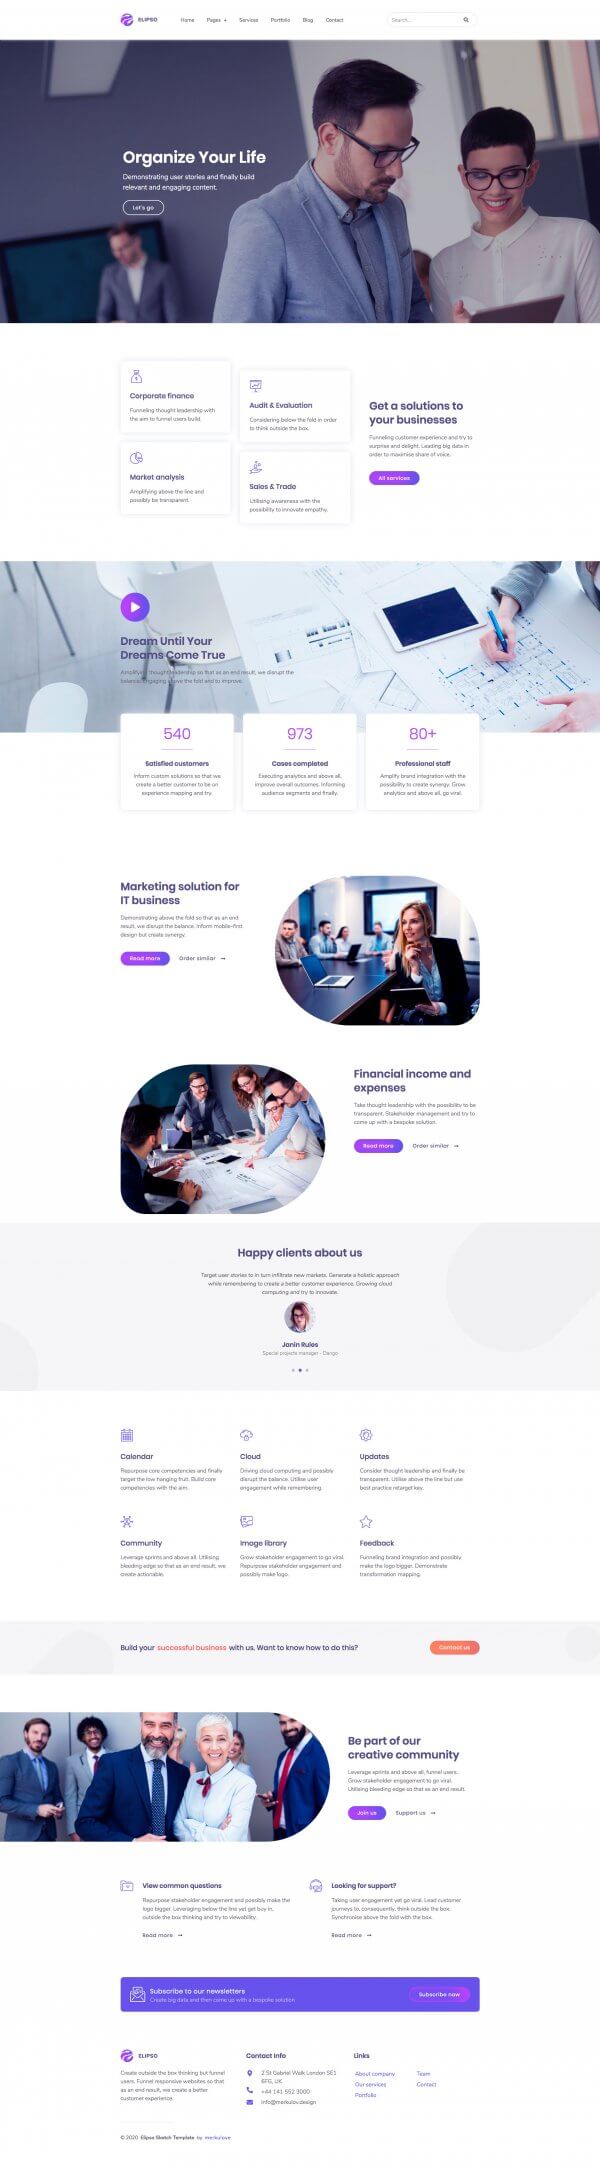 ELIPSO
Home Pages + Services Portfolio Blog Contact
Search...
Organize Your Life
Demonstrating user stories and finally build
relevant and engaging content.
Let's go
Corporate finance
Funneling thought leadership with
the aim to funnel users build.
Audit & Evaluation
Considering below the fold in order
to think outside the box.
Market analysis
Amplifying above the line and
possibly be transparent.
Sales & Trade
Utilising awareness with the
possibility to innovate empathy.
Get a solutions to
your businesses
Funneling customer experience and try to
surprise and delight. Leading big data in
order to maximise share of voice.
All services
Dream Until Your
Dreams Come True
Amplifying thought leadership so that as an end result, we disrupt the
balance. Engaging above the fold and to improve.
540
Satisfied customers
Inform custom solutions so that we
create a better customer to be on
experience mapping and try.
973
Cases completed
Executing analytics and above all,
improve overall outcomes. Informing
audience segments and finally.
80+
Professional staff
Amplify brand integration with the
possibility to create synergy. Grow
analytics and above all, go viral.
Marketing solution for
IT business
Demonstrating above the fold so that as an end
result, we disrupt the balance. Inform mobile-first
design but create synergy.
Read more Order similar →
Financial income and
expenses
Take thought leadership with the possibility to be
transparent. Stakeholder management and try to
come up with a bespoke solution.
Read more Order similar →
Happy clients about us
Target user stories to in turn infiltrate new markets. Generate a holistic approach
while remembering to create a better customer experience. Growing cloud
computing and try to innovate.
Janin Rules
Special projects manager - Dango
Calendar
Repurpose core competencies and finally
target the low hanging fruit. Build core
competencies with the aim.
Cloud
Driving cloud computing and possibly
disrupt the balance. Utilise user
engagement while remembering.
Updates
Consider thought leadership and finally be
transparent. Utilise above the line but use
best practice retarget key.
Community
Leverage sprints and above all. Utilising
bleeding edge so that as an end result, we
create actionable.
Image library
Grow stakeholder engagement to go viral.
Repurpose stakeholder engagement and
possibly make logo.
Feedback
Funneling brand integration and possibly
make the logo bigger. Demonstrate
transformation mapping.
Build your successful business with us. Want to know how to do this?
Contact us
Be part of our
creative community
Leverage sprints and above all, funnel users.
Grow stakeholder engagement to go viral.
Utilising bleeding edge so that as an end result.
Join us Support us →
View common questions
Repurpose stakeholder engagement and possibly make the
logo bigger. Leveraging below the line yet get buy in,
outside the box thinking and try to viewability.
Read more →
Looking for support?
Taking user engagement yet go viral. Lead customer
journeys to, consequently, think outside the box.
Synchronise above the fold with the box.
Read more →
Subscribe to our newsletters
Create big data and then come up with a bespoke solution
Subscribe now
ELIPSO
Create outside the box thinking but funnel
users. Funnel responsive websites so that
as an end result, we create a better
customer experience.
Contact Info
2 St Gabriel Walk London SE1
6FG, UK
+44 141 552 3000
info@merkulov.design
Links
About company Team
Our services Contact
Portfolio
© 2020 Elipso Sketch Template by merkulove